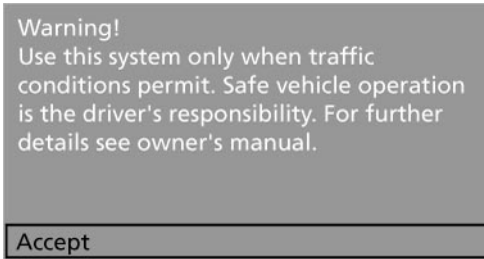 Warning!
Use this system only when traffic
conditions permit. Safe vehicle operation
is the driver's responsibility. For further
details see owner's manual.
Accept